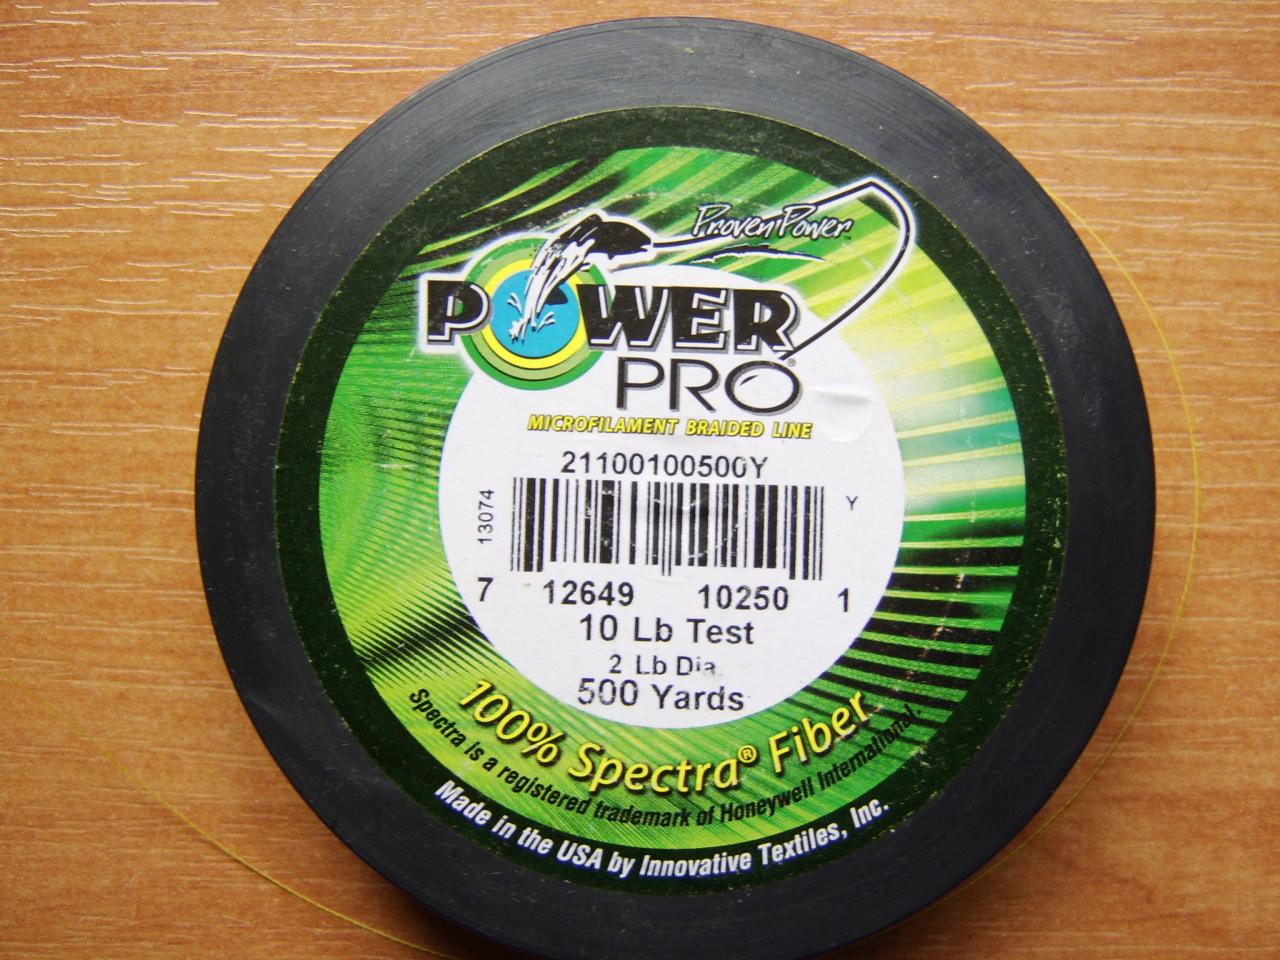 Proven Power™
POWER
PRO®
MICROFILAMENT BRAIDED LINE
21100100500Y
13074
Y
7 12649 10250 1
10 Lb Test
2 Lb Dia
500 Yards
100% Spectra® Fiber
Spectra is a registered trademark of Honeywell International.
Made in the USA by Innovative Textiles, Inc.